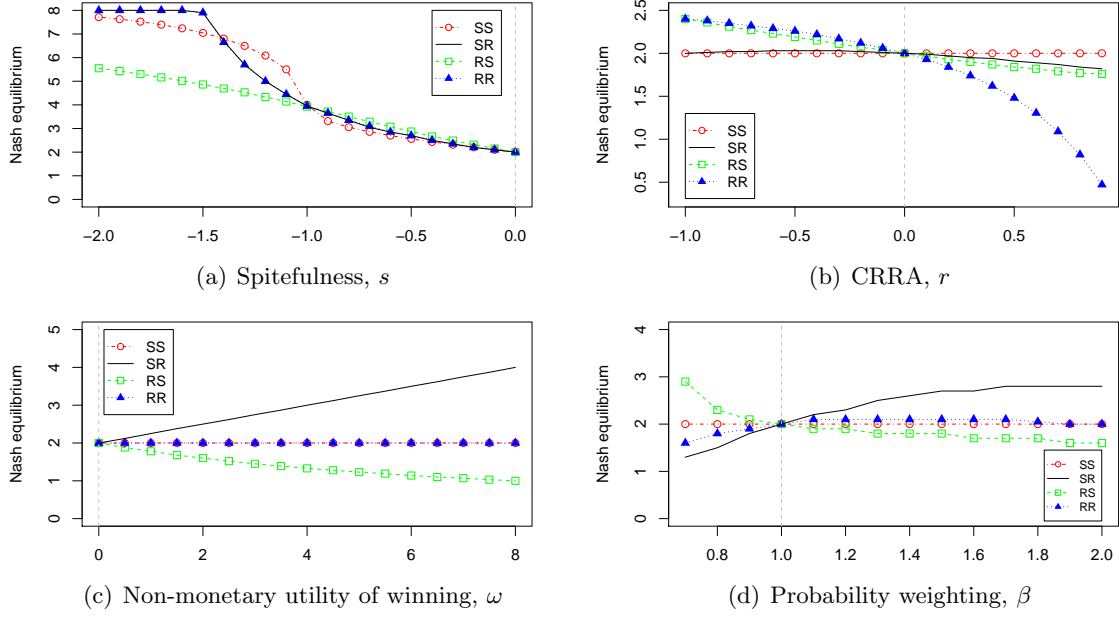 Nash equilibrium
8
7
6
5
4
3
2
1
0
SS
SR
RS
RR
−2.0 −1.5 −1.0 −0.5 0.0
(a) Spitefulness, s
Nash equilibrium
2.5
2.0
1.5
1.0
0.5
SS
SR
RS
RR
−1.0 −0.5 0.0 0.5
(b) CRRA, r
Nash equilibrium
5
4
3
2
1
0
SS
SR
RS
RR
0 2 4 6 8
(c) Non-monetary utility of winning, ω
Nash equilibrium
4
3
2
1
0
SS
SR
RS
RR
0.8 1.0 1.2 1.4 1.6 1.8 2.0
(d) Probability weighting, β